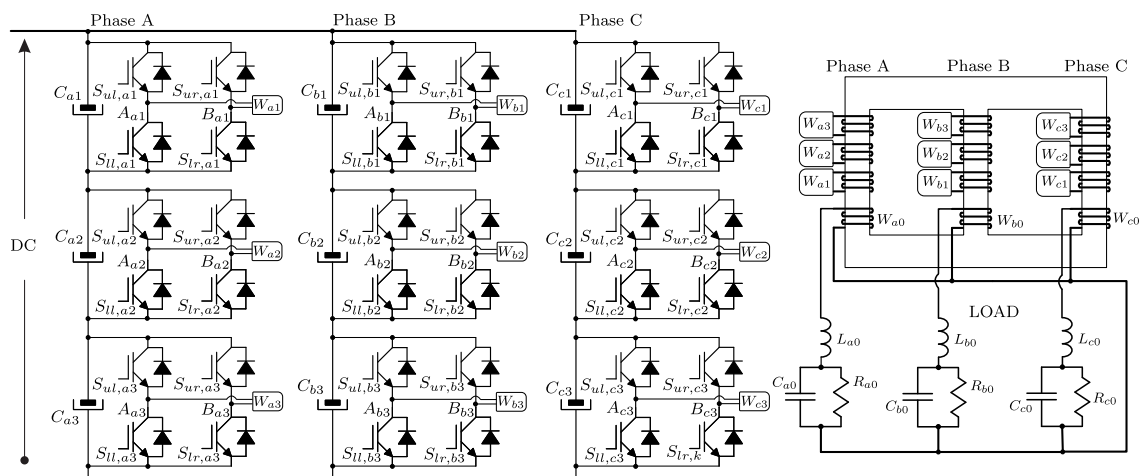 Phase A
Phase B
Phase C
DC
C_{a1} S_{ul,a1} S_{ur,a1} A_{a1} B_{a1} W_{a1} S_{ll,a1} S_{lr,a1}
C_{b1} S_{ul,b1} S_{ur,b1} A_{b1} B_{b1} W_{b1} S_{ll,b1} S_{lr,b1}
C_{c1} S_{ul,c1} S_{ur,c1} A_{c1} B_{c1} W_{c1} S_{ll,c1} S_{lr,c1}
C_{a2} S_{ul,a2} S_{ur,a2} A_{a2} B_{a2} W_{a2} S_{ll,a2} S_{lr,a2}
C_{b2} S_{ul,b2} S_{ur,b2} A_{b2} B_{b2} W_{b2} S_{ll,b2} S_{lr,b2}
C_{c2} S_{ul,c2} S_{ur,c2} A_{c2} B_{c2} W_{c2} S_{ll,c2} S_{lr,c2}
C_{a3} S_{ul,a3} S_{ur,a3} A_{a3} B_{a3} W_{a3} S_{ll,a3} S_{lr,a3}
C_{b3} S_{ul,b3} S_{ur,b3} A_{b3} B_{b3} W_{b3} S_{ll,b3} S_{lr,b3}
C_{c3} S_{ul,c3} S_{ur,c3} A_{c3} B_{c3} W_{c3} S_{ll,c3} S_{lr,k}
Phase A
Phase B
Phase C
W_{a3} W_{b3} W_{c3}
W_{a2} W_{b2} W_{c2}
W_{a1} W_{b1} W_{c1}
W_{a0} W_{b0} W_{c0}
LOAD
L_{a0} L_{b0} L_{c0}
C_{a0} R_{a0} C_{b0} R_{b0} C_{c0} R_{c0}